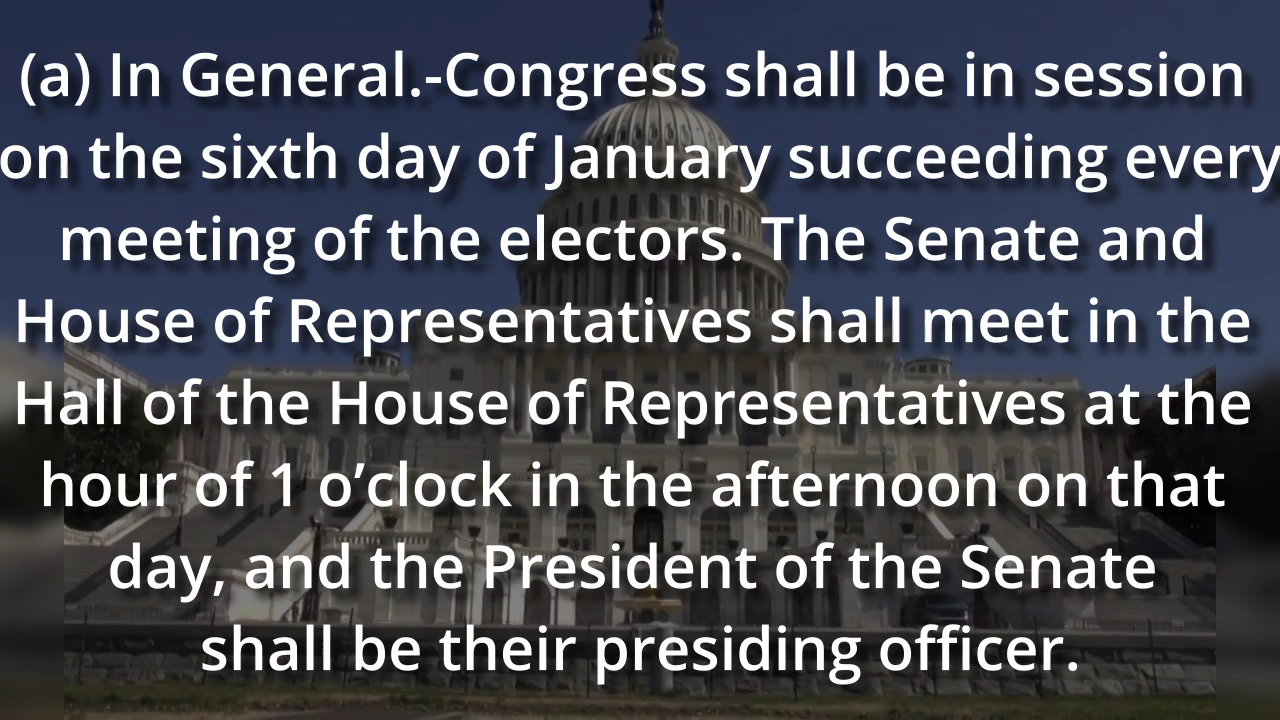 (a) In General.-Congress shall be in session
on the sixth day of January succeeding every
meeting of the electors. The Senate and
House of Representatives shall meet in the
Hall of the House of Representatives at the
hour of 1 o’clock in the afternoon on that
day, and the President of the Senate
shall be their presiding officer.